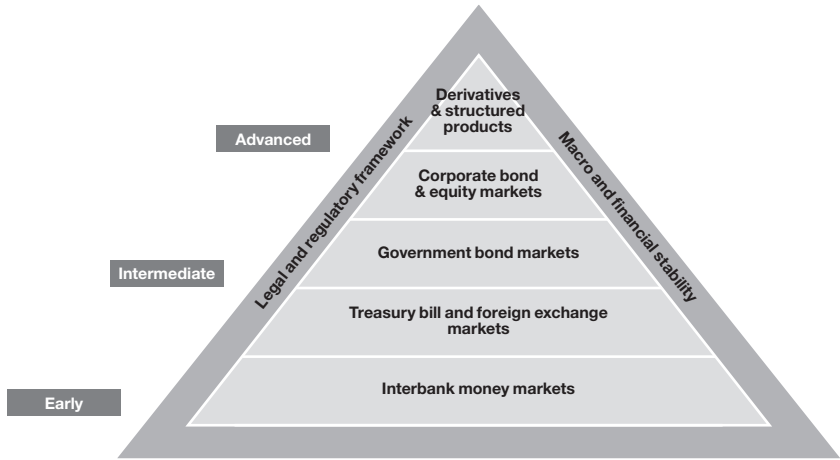 Derivatives
& structured
products
Advanced
Legal and regulatory framework
Macro and financial stability
Corporate bond
& equity markets
Government bond markets
Intermediate
Treasury bill and foreign exchange
markets
Interbank money markets
Early